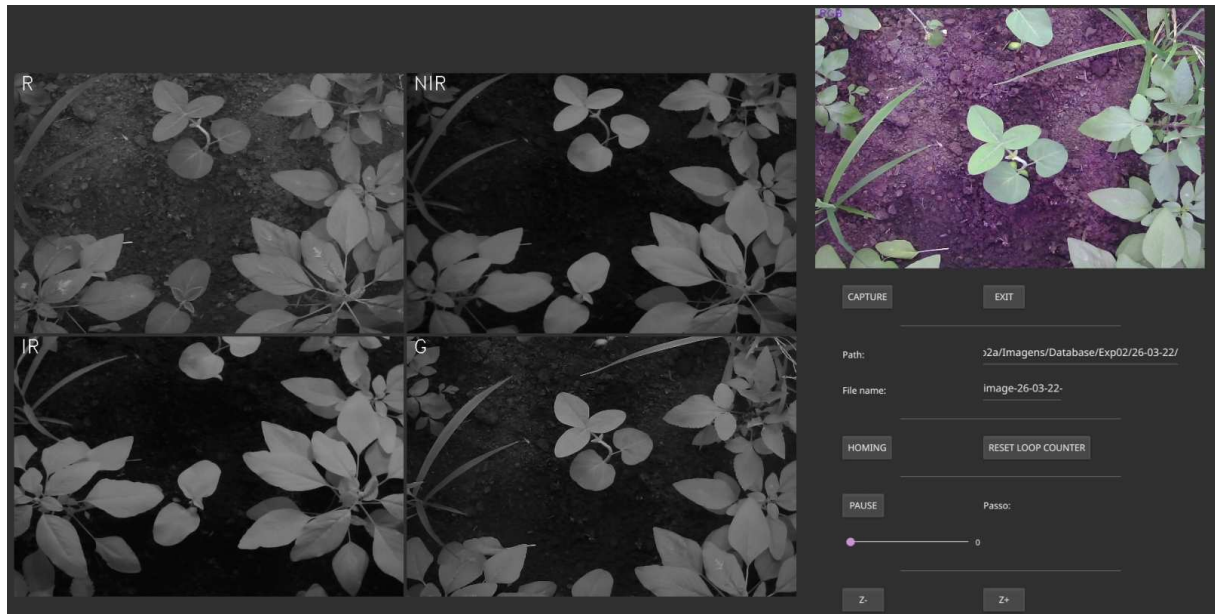 R
NIR
IR
G
RGB
CAPTURE
EXIT
Path:
o2a/Imagens/Database/Exp02/26-03-22/
File name:
image-26-03-22-
HOMING
RESET LOOP COUNTER
PAUSE
Passo:
0
Z-
Z+